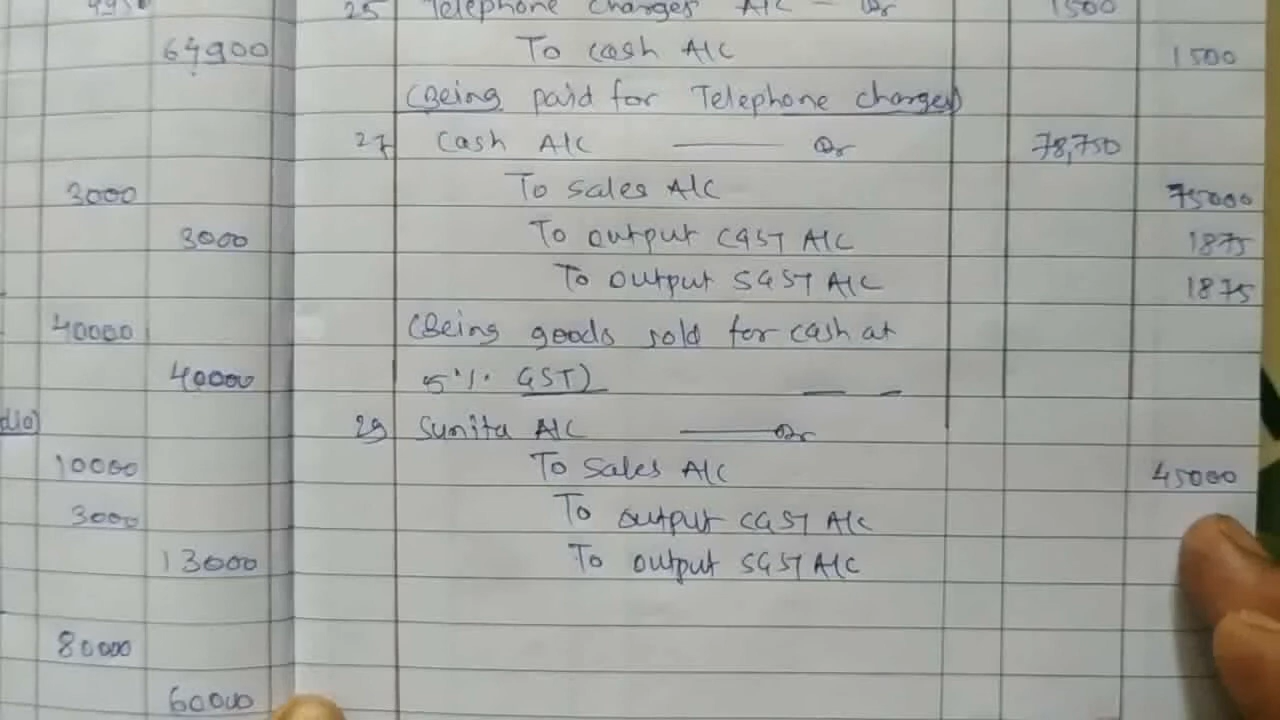 64900
3000
3000
40000
40000
10000
3000
13000
80000
60000
25 Telephone charges A/C — Dr 1500
To cash A/C 1500
(Being paid for Telephone charges)
27 Cash A/C Dr 78,750
To sales A/C 75000
To output CGST A/C 1875
To output SGST A/C 1875
(Being goods sold for cash at
5%. GST)
29 Sunita A/C Dr
To Sales A/C 45000
To output CGST A/C
To output SGST A/C